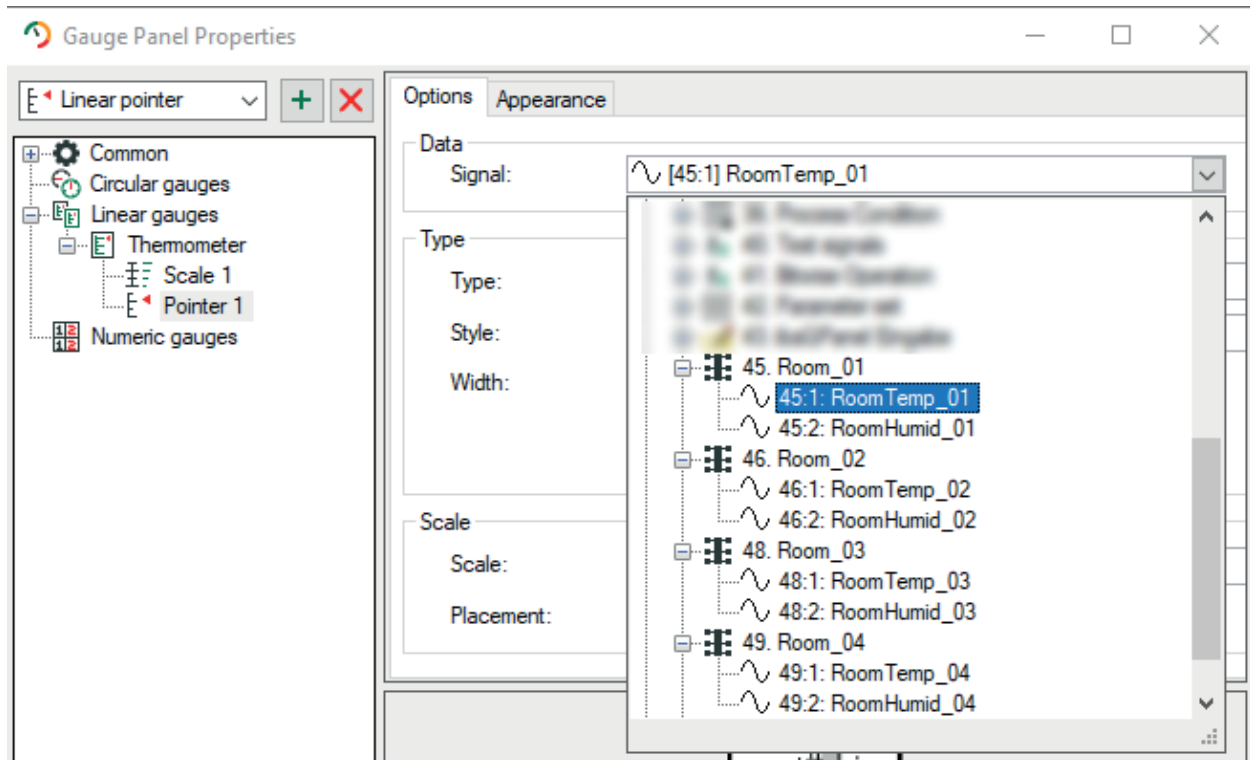 Gauge Panel Properties
Linear pointer
Common
Circular gauges
Linear gauges
Thermometer
Scale 1
Pointer 1
Numeric gauges
Options Appearance
Data
Signal: [45:1] RoomTemp_01
Type
Type:
Style:
Width:
Scale
Scale:
Placement:
45. Room_01
45:1: RoomTemp_01
45:2: RoomHumid_01
46. Room_02
46:1: RoomTemp_02
46:2: RoomHumid_02
48. Room_03
48:1: RoomTemp_03
48:2: RoomHumid_03
49. Room_04
49:1: RoomTemp_04
49:2: RoomHumid_04